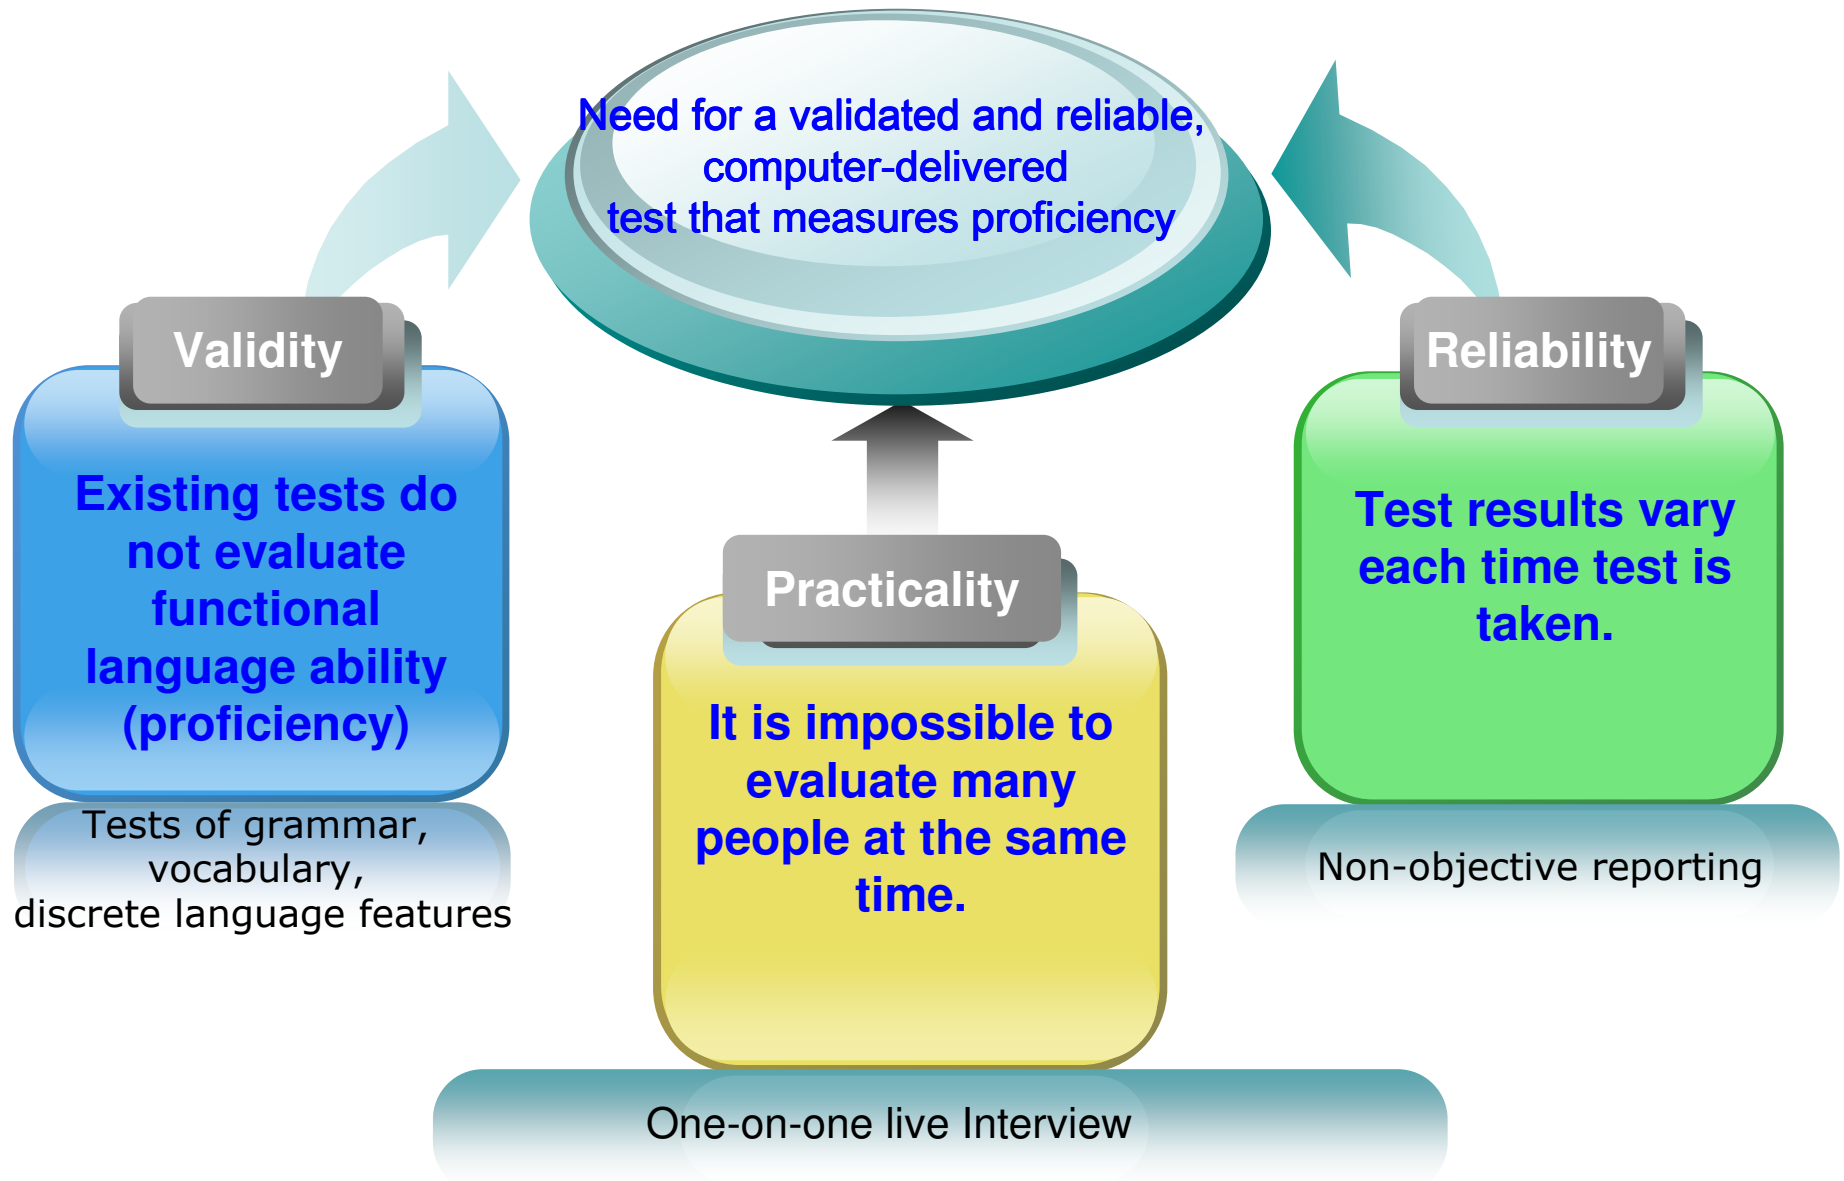 Need for a validated and reliable,
computer-delivered
test that measures proficiency
Validity
Existing tests do
not evaluate
functional
language ability
(proficiency)
Tests of grammar,
vocabulary,
discrete language features
Practicality
It is impossible to
evaluate many
people at the same
time.
One-on-one live Interview
Reliability
Test results vary
each time test is
taken.
Non-objective reporting